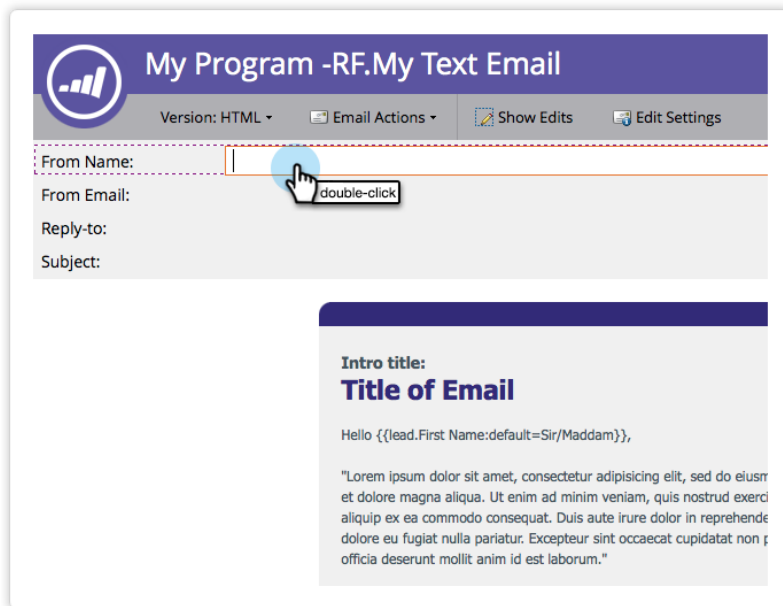 My Program -RF.My Text Email
Version: HTML Email Actions Show Edits Edit Settings
From Name:
double-click
From Email:
Reply-to:
Subject:
Intro title:
Title of Email
Hello {{lead.First Name:default=Sir/Maddam}},
"Lorem ipsum dolor sit amet, consectetur adipisicing elit, sed do eiusm
et dolore magna aliqua. Ut enim ad minim veniam, quis nostrud exerci
aliquip ex ea commodo consequat. Duis aute irure dolor in reprehende
dolore eu fugiat nulla pariatur. Excepteur sint occaecat cupidatat non p
officia deserunt mollit anim id est laborum."